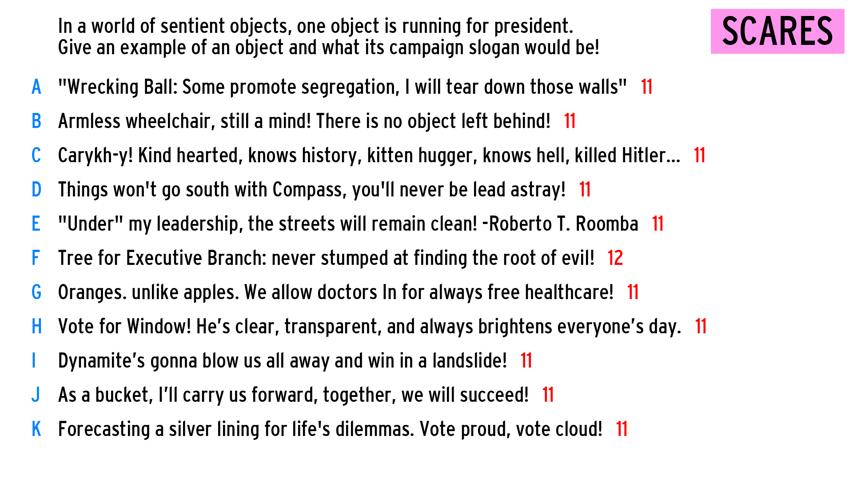 In a world of sentient objects, one object is running for president.
Give an example of an object and what its campaign slogan would be!
SCARES
A "Wrecking Ball: Some promote segregation, I will tear down those walls" 11
B Armless wheelchair, still a mind! There is no object left behind! 11
C Carykh-y! Kind hearted, knows history, kitten hugger, knows hell, killed Hitler... 11
D Things won't go south with Compass, you'll never be lead astray! 11
E "Under" my leadership, the streets will remain clean! -Roberto T. Roomba 11
F Tree for Executive Branch: never stumped at finding the root of evil! 12
G Oranges. unlike apples. We allow doctors In for always free healthcare! 11
H Vote for Window! He’s clear, transparent, and always brightens everyone’s day. 11
I Dynamite’s gonna blow us all away and win in a landslide! 11
J As a bucket, I’ll carry us forward, together, we will succeed! 11
K Forecasting a silver lining for life's dilemmas. Vote proud, vote cloud! 11